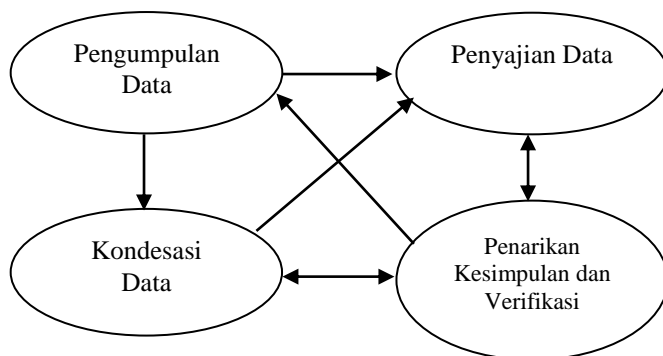 Pengumpulan
Data
Penyajian Data
Kondesasi
Data
Penarikan
Kesimpulan dan
Verifikasi